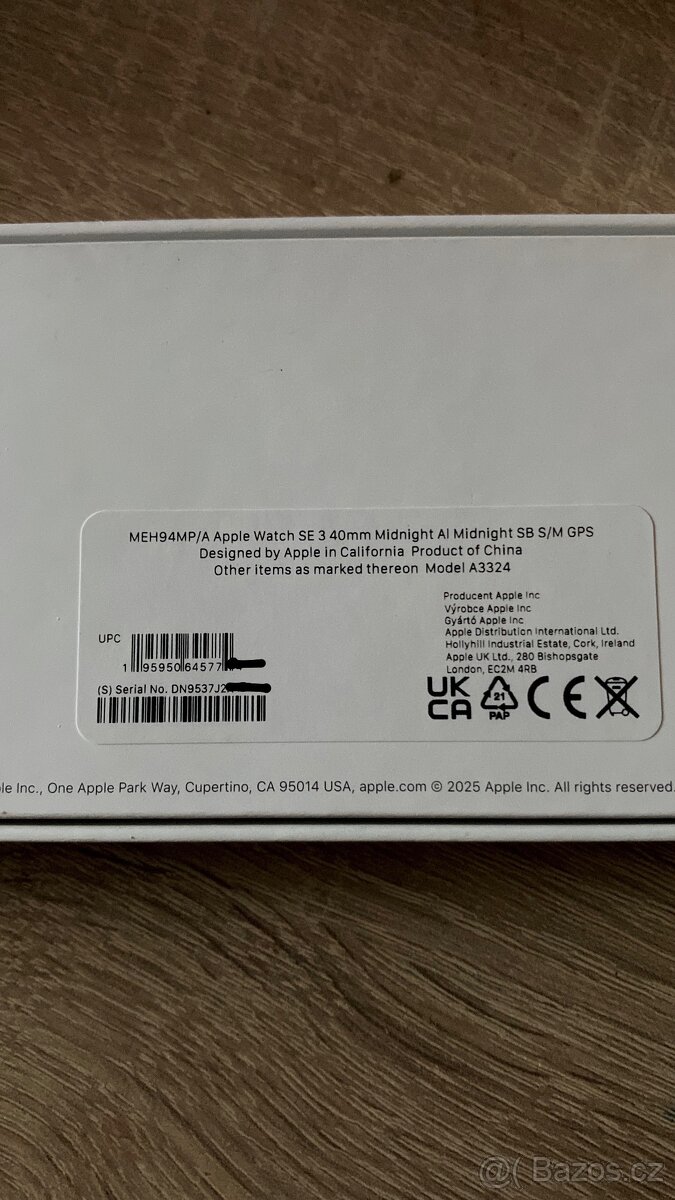 MEH94MP/A Apple Watch SE 3 40mm Midnight Al Midnight SB S/M GPS
Designed by Apple in California Product of China
Other items as marked thereon Model A3324
Producent Apple Inc
Výrobce Apple Inc
Gyártó Apple Inc
Apple Distribution International Ltd.
Hollyhill Industrial Estate, Cork, Ireland
Apple UK Ltd., 280 Bishopsgate
London, EC2M 4RB
UPC
1 95950 64577
(S) Serial No. DN9537J2
UK
CA
21
PAP
CE
Inc., One Apple Park Way, Cupertino, CA 95014 USA, apple.com © 2025 Apple Inc. All rights reserved.
@( Bazos.cz